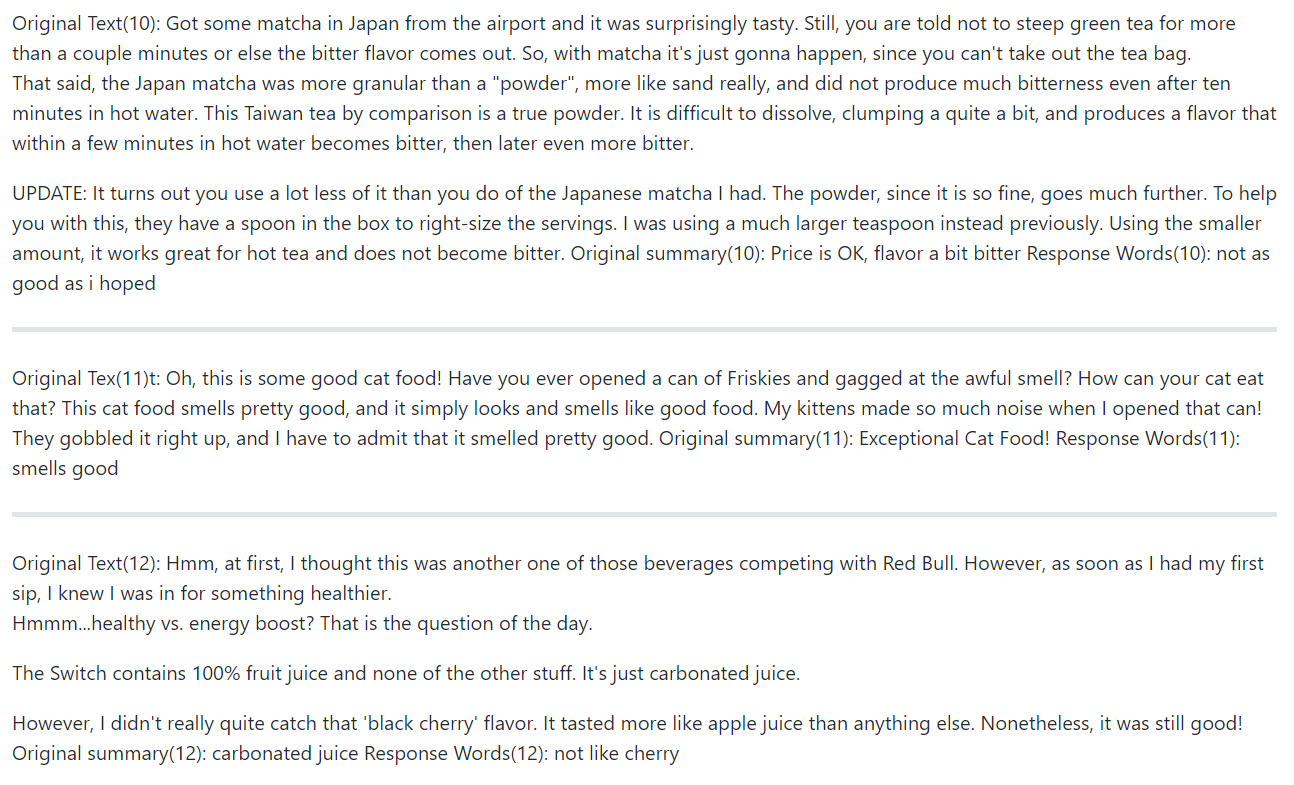 Original Text(10): Got some matcha in Japan from the airport and it was surprisingly tasty. Still, you are told not to steep green tea for more
than a couple minutes or else the bitter flavor comes out. So, with matcha it's just gonna happen, since you can't take out the tea bag.
That said, the Japan matcha was more granular than a "powder", more like sand really, and did not produce much bitterness even after ten
minutes in hot water. This Taiwan tea by comparison is a true powder. It is difficult to dissolve, clumping a quite a bit, and produces a flavor that
within a few minutes in hot water becomes bitter, then later even more bitter.
UPDATE: It turns out you use a lot less of it than you do of the Japanese matcha I had. The powder, since it is so fine, goes much further. To help
you with this, they have a spoon in the box to right-size the servings. I was using a much larger teaspoon instead previously. Using the smaller
amount, it works great for hot tea and does not become bitter. Original summary(10): Price is OK, flavor a bit bitter Response Words(10): not as
good as i hoped
Original Tex(11)t: Oh, this is some good cat food! Have you ever opened a can of Friskies and gagged at the awful smell? How can your cat eat
that? This cat food smells pretty good, and it simply looks and smells like good food. My kittens made so much noise when I opened that can!
They gobbled it right up, and I have to admit that it smelled pretty good. Original summary(11): Exceptional Cat Food! Response Words(11):
smells good
Original Text(12): Hmm, at first, I thought this was another one of those beverages competing with Red Bull. However, as soon as I had my first
sip, I knew I was in for something healthier.
Hmmm...healthy vs. energy boost? That is the question of the day.
The Switch contains 100% fruit juice and none of the other stuff. It's just carbonated juice.
However, I didn't really quite catch that 'black cherry' flavor. It tasted more like apple juice than anything else. Nonetheless, it was still good!
Original summary(12): carbonated juice Response Words(12): not like cherry